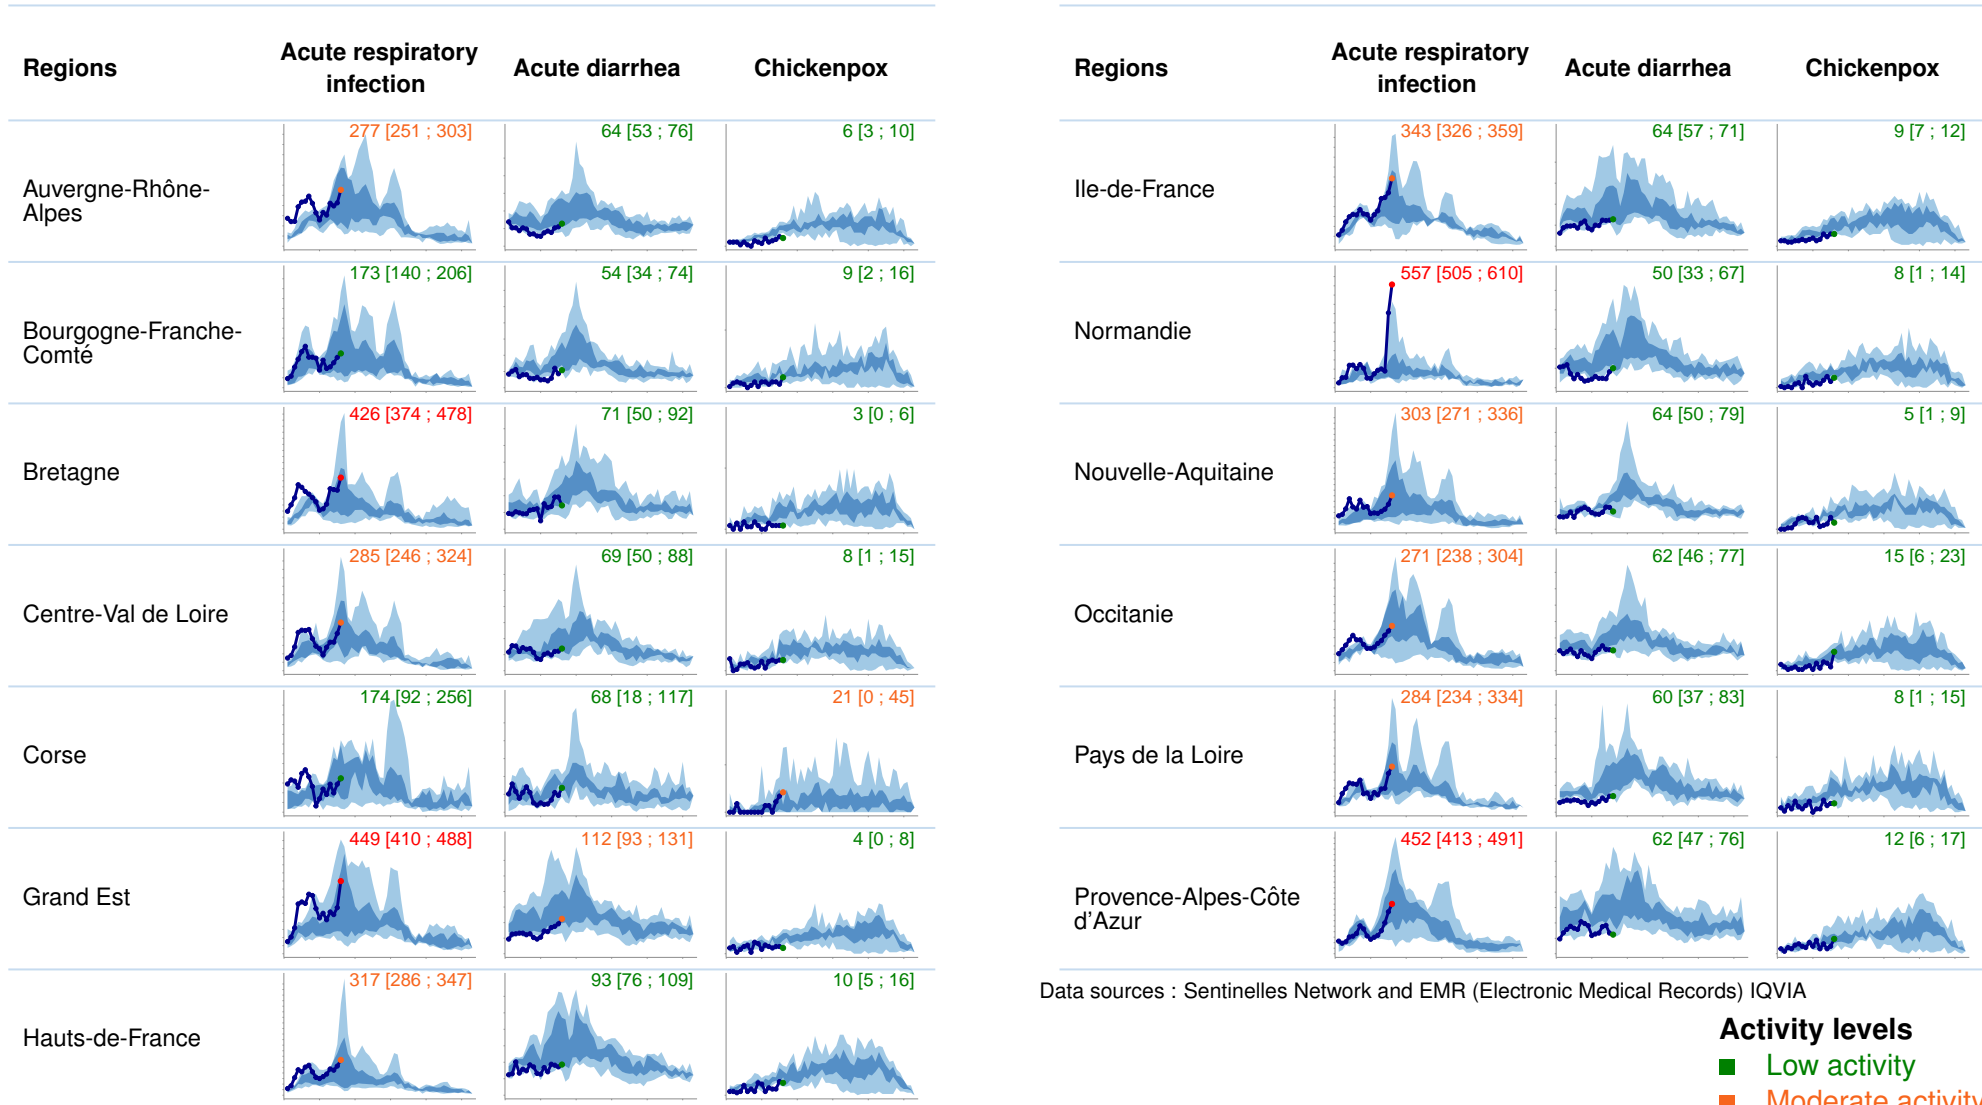 Regions
Acute respiratory
infection
Acute diarrhea
Chickenpox
Auvergne-Rhône-
Alpes
277 [251 ; 303]
64 [53 ; 76]
6 [3 ; 10]
Bourgogne-Franche-
Comté
173 [140 ; 206]
54 [34 ; 74]
9 [2 ; 16]
Bretagne
426 [374 ; 478]
71 [50 ; 92]
3 [0 ; 6]
Centre-Val de Loire
285 [246 ; 324]
69 [50 ; 88]
8 [1 ; 15]
Corse
174 [92 ; 256]
68 [18 ; 117]
21 [0 ; 45]
Grand Est
449 [410 ; 488]
112 [93 ; 131]
4 [0 ; 8]
Hauts-de-France
317 [286 ; 347]
93 [76 ; 109]
10 [5 ; 16]
Regions
Acute respiratory
infection
Acute diarrhea
Chickenpox
Ile-de-France
343 [326 ; 359]
64 [57 ; 71]
9 [7 ; 12]
Normandie
557 [505 ; 610]
50 [33 ; 67]
8 [1 ; 14]
Nouvelle-Aquitaine
303 [271 ; 336]
64 [50 ; 79]
5 [1 ; 9]
Occitanie
271 [238 ; 304]
62 [46 ; 77]
15 [6 ; 23]
Pays de la Loire
284 [234 ; 334]
60 [37 ; 83]
8 [1 ; 15]
Provence-Alpes-Côte
d'Azur
452 [413 ; 491]
62 [47 ; 76]
12 [6 ; 17]
Data sources : Sentinelles Network and EMR (Electronic Medical Records) IQVIA
Activity levels
Low activity
Moderate activity